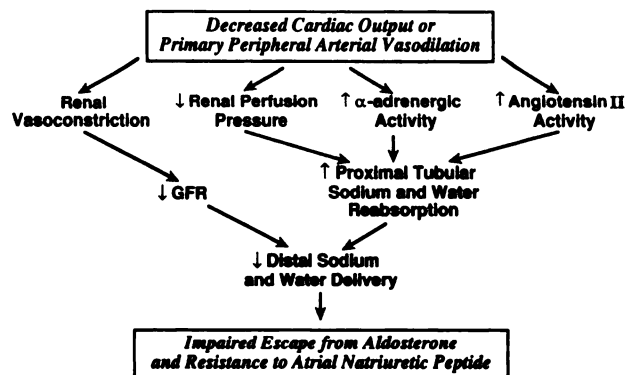 Decreased Cardiac Output or
Primary Peripheral Arterial Vasodilation
Renal
Vasoconstriction
↓ Renal Perfusion
Pressure
↑ α-adrenergic
Activity
↑ Angiotensin II
Activity
↓ GFR
↑ Proximal Tubular
Sodium and Water
Reabsorption
↓ Distal Sodium
and Water Delivery
Impaired Escape from Aldosterone
and Resistance to Atrial Natriuretic Peptide